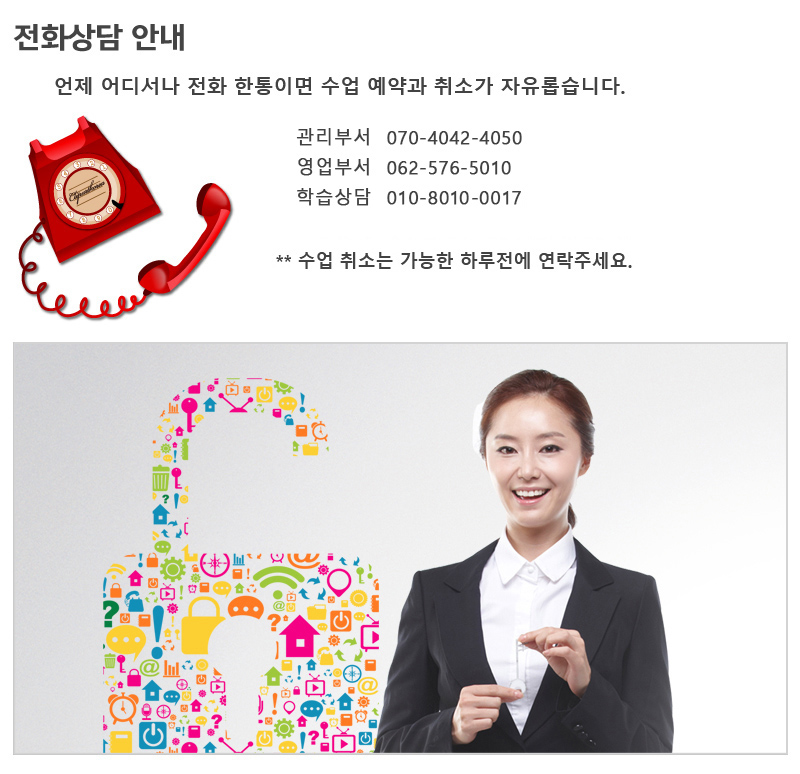 전화상담 안내
언제 어디서나 전화 한통이면 수업 예약과 취소가 자유롭습니다.
관리부서 070-4042-4050
영업부서 062-576-5010
학습상담 010-8010-0017
** 수업 취소는 가능한 하루전에 연락주세요.